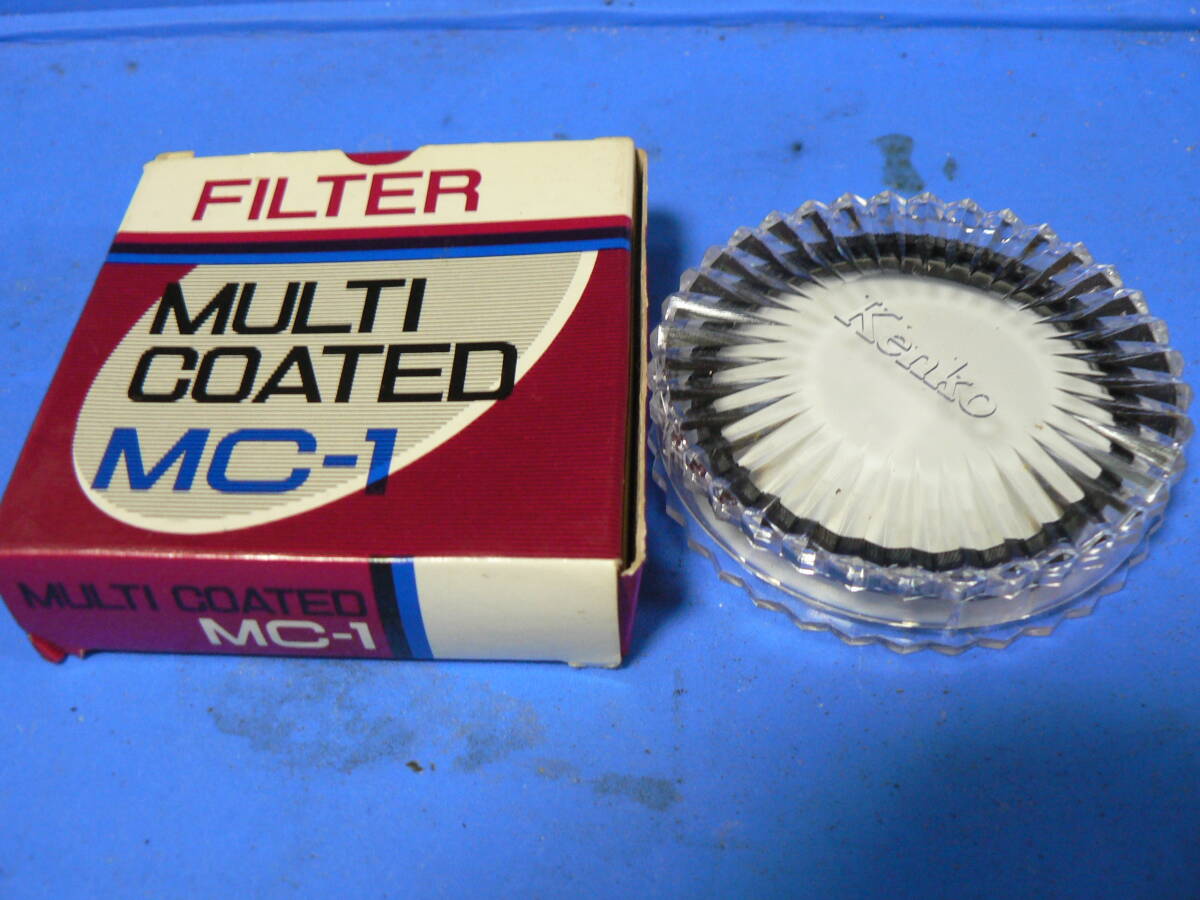 FILTER
MULTI
COATED
MC-1
MULTI COATED
MC-1
Kenko